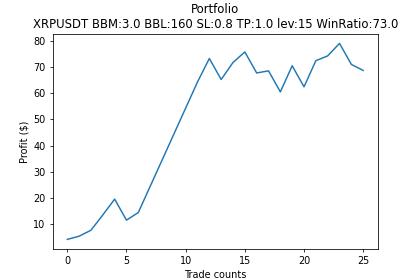 Portfolio
XRPUSDT BBM:3.0 BBL:160 SL:0.8 TP:1.0 lev:15 WinRatio:73.0
80
70
60
50
40
30
20
10
Profit ($)
0 5 10 15 20 25
Trade counts